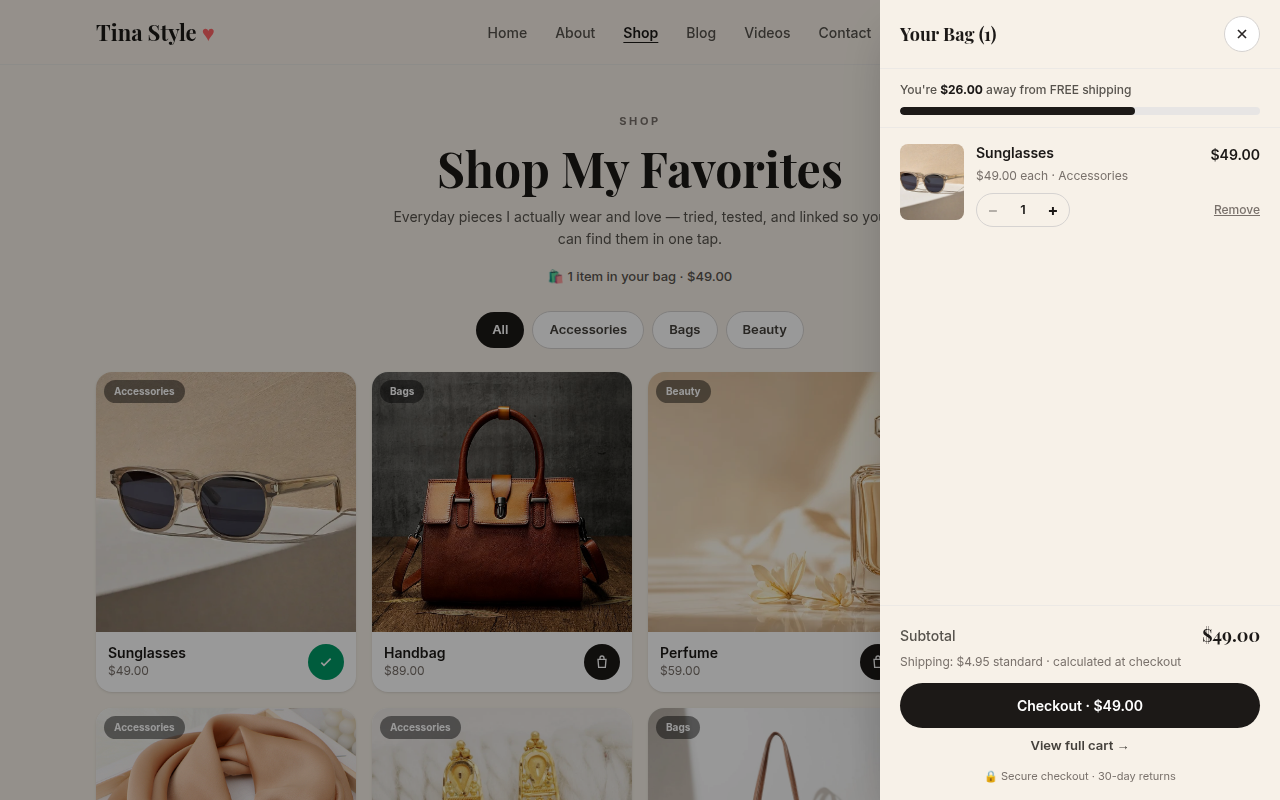 Tina Style ♥
Home
About
Shop
Blog
Videos
Contact
SHOP
Shop My Favorites
Everyday pieces I actually wear and love — tried, tested, and linked so you
can find them in one tap.
🛍️ 1 item in your bag · $49.00
All
Accessories
Bags
Beauty
Accessories
Bags
Beauty
Sunglasses
$49.00
Handbag
$89.00
Perfume
$59.00
Accessories
Accessories
Bags
Your Bag (1)
You're $26.00 away from FREE shipping
Sunglasses
$49.00
$49.00 each · Accessories
− 1 +
Remove
Subtotal
$49.00
Shipping: $4.95 standard · calculated at checkout
Checkout · $49.00
View full cart →
🔒 Secure checkout · 30-day returns